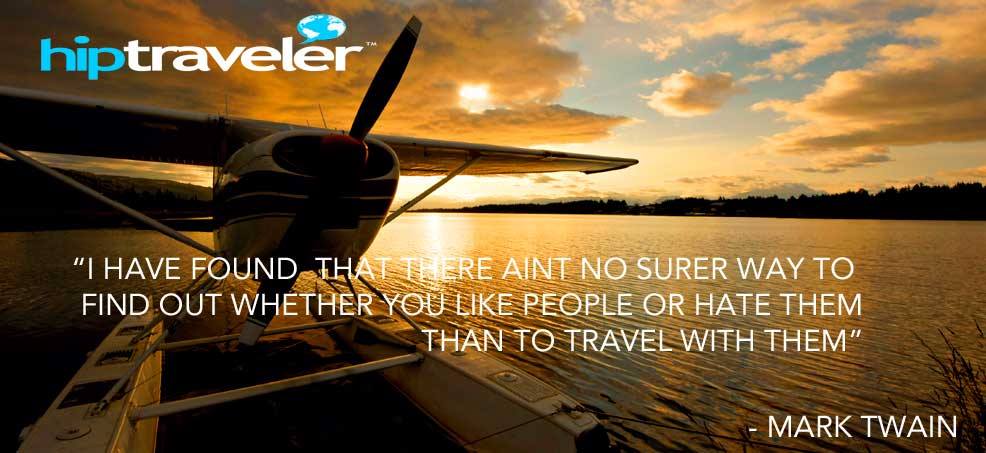 hiptraveler™
“I HAVE FOUND THAT THERE AINT NO SURER WAY TO
FIND OUT WHETHER YOU LIKE PEOPLE OR HATE THEM
THAN TO TRAVEL WITH THEM”
- MARK TWAIN